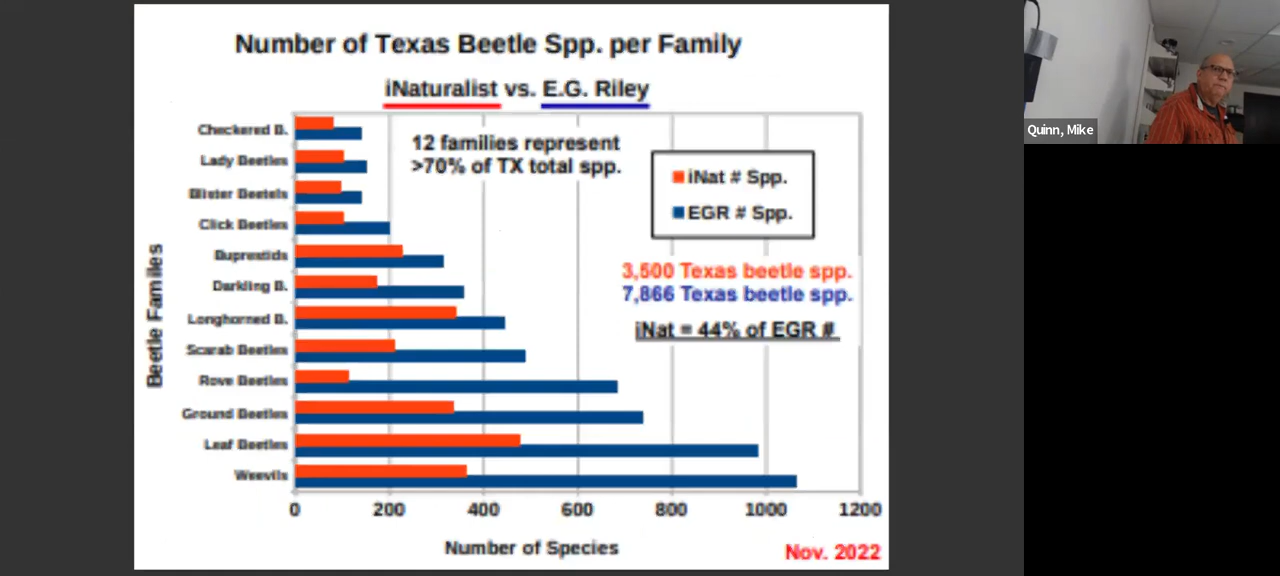 Number of Texas Beetle Spp. per Family
iNaturalist vs. E.G. Riley
12 families represent
>70% of TX total spp.
iNat # Spp.
EGR # Spp.
3,500 Texas beetle spp.
7,866 Texas beetle spp.
iNat = 44% of EGR #
Beetle Families
Checkered B.
Lady Beetles
Blister Beetels
Click Beetles
Buprestids
Darkling B.
Longhorned B.
Scarab Beetles
Rove Beetles
Ground Beetles
Leaf Beetles
Weevils
0 200 400 600 800 1000 1200
Number of Species
Nov. 2022
Quinn, Mike